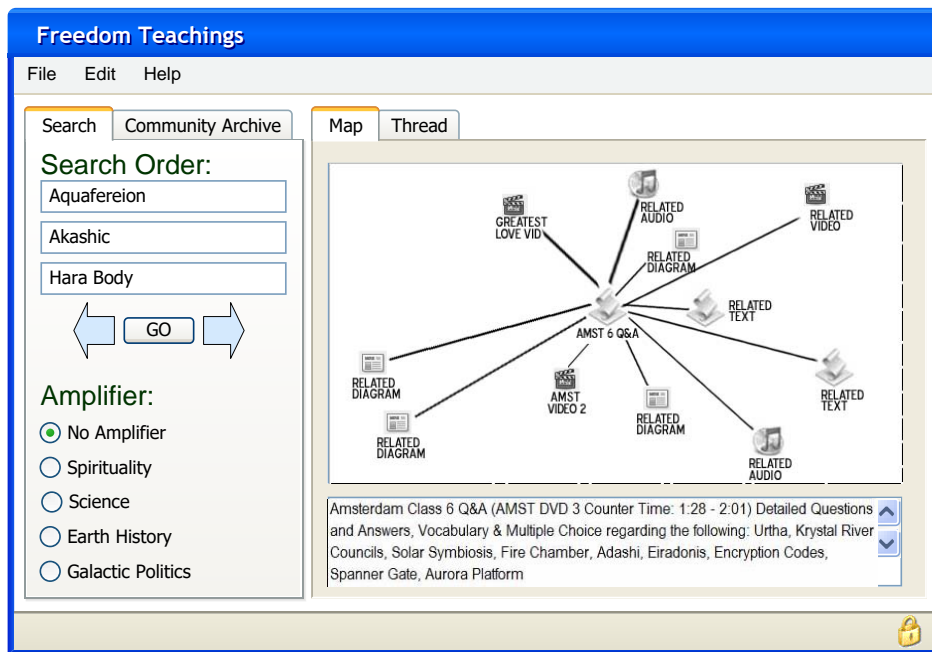 Freedom Teachings
File Edit Help
Search Community Archive
Map Thread
Search Order:
Aquafereion
Akashic
Hara Body
GO
Amplifier:
No Amplifier
Spirituality
Science
Earth History
Galactic Politics
GREATEST
LOVE VID
RELATED
AUDIO
RELATED
VIDEO
RELATED
DIAGRAM
RELATED
TEXT
AMST 6 Q&A
RELATED
DIAGRAM
AMST
VIDEO 2
RELATED
DIAGRAM
RELATED
TEXT
RELATED
DIAGRAM
RELATED
AUDIO
Amsterdam Class 6 Q&A (AMST DVD 3 Counter Time: 1:28 - 2:01) Detailed Questions
and Answers, Vocabulary & Multiple Choice regarding the following: Urtha, Krystal River
Councils, Solar Symbiosis, Fire Chamber, Adashi, Eiradonis, Encryption Codes,
Spanner Gate, Aurora Platform